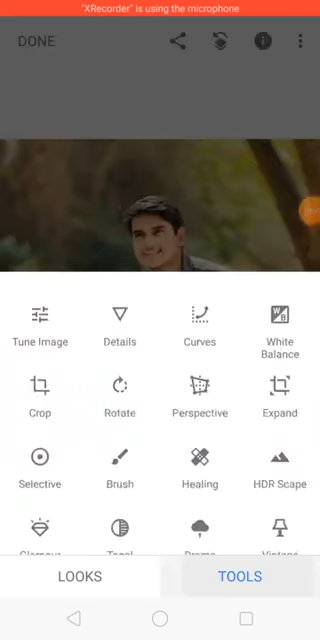 "XRecorder" is using the microphone
DONE
Tune Image
Details
Curves
White
Balance
Crop
Rotate
Perspective
Expand
Selective
Brush
Healing
HDR Scape
LOOKS
TOOLS